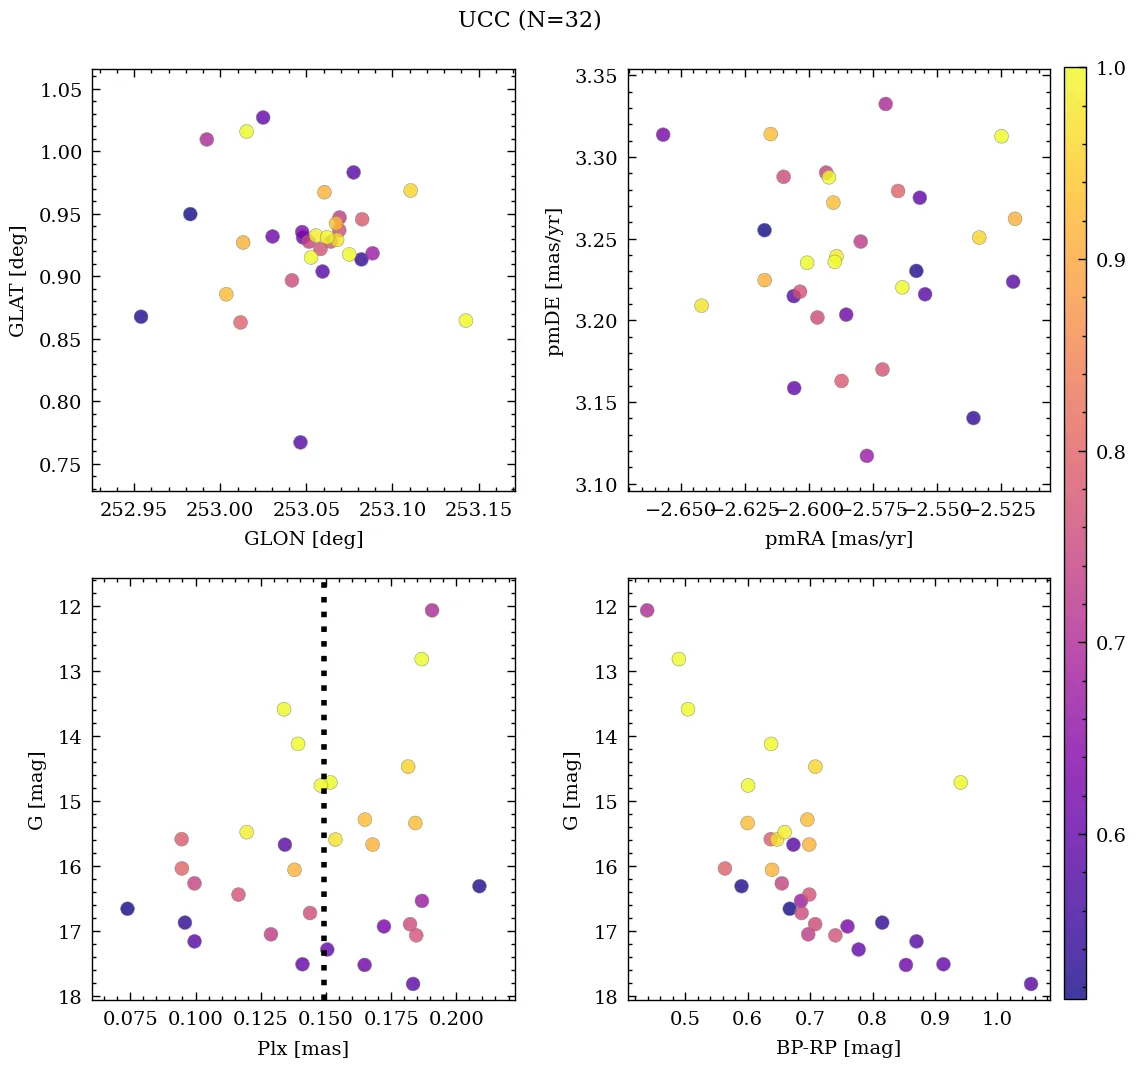 UCC (N=32)
1.05
1.00
0.95
0.90
0.85
0.80
0.75
GLAT [deg]
252.95 253.00 253.05 253.10 253.15
GLON [deg]
3.35
3.30
3.25
3.20
3.15
3.10
pmDE [mas/yr]
−2.650 −2.625 −2.600 −2.575 −2.550 −2.525
pmRA [mas/yr]
12
13
14
15
16
17
18
G [mag]
0.075 0.100 0.125 0.150 0.175 0.200
Plx [mas]
12
13
14
15
16
17
18
G [mag]
0.5 0.6 0.7 0.8 0.9 1.0
BP-RP [mag]
1.0
0.9
0.8
0.7
0.6